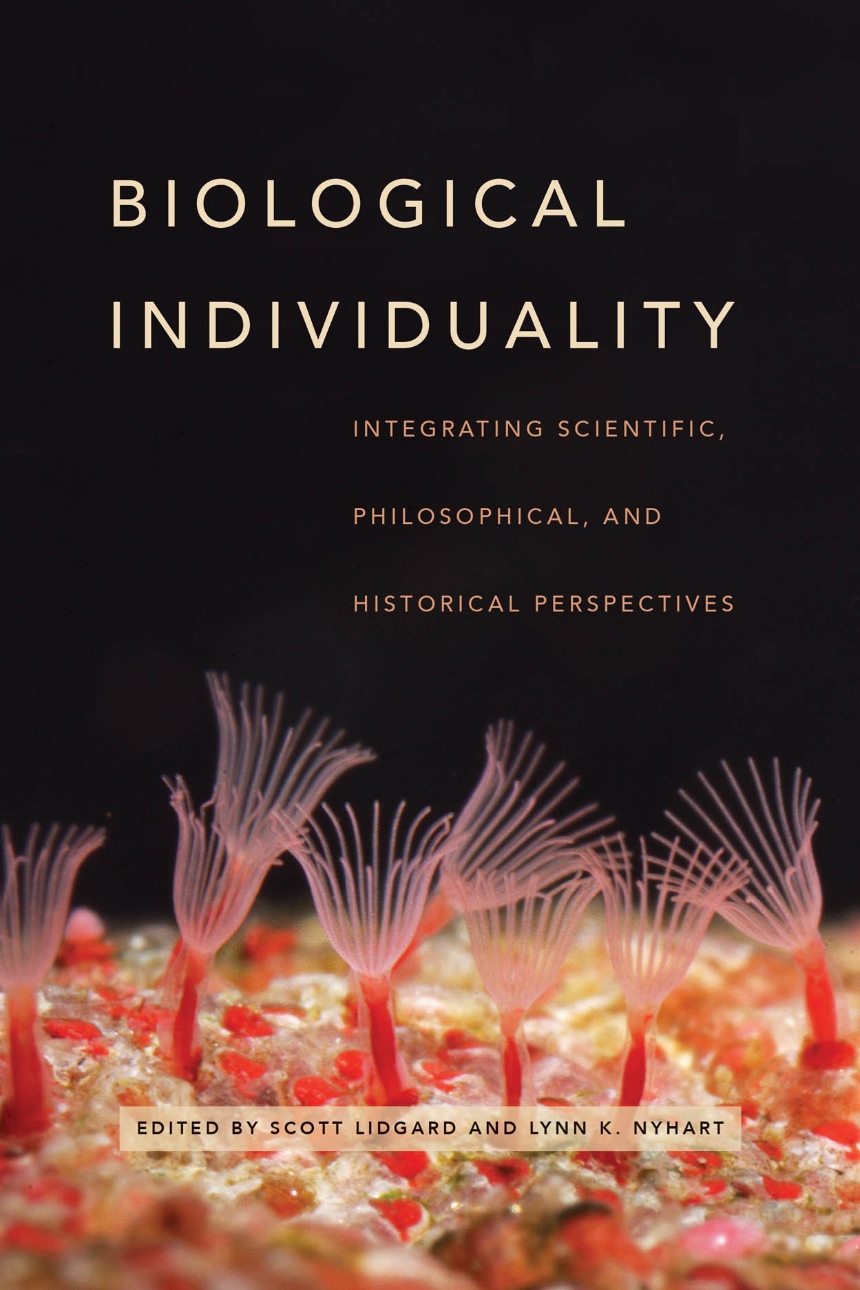 BIOLOGICAL
INDIVIDUALITY
INTEGRATING SCIENTIFIC,
PHILOSOPHICAL, AND
HISTORICAL PERSPECTIVES
EDITED BY SCOTT LIDGARD AND LYNN K. NYHART